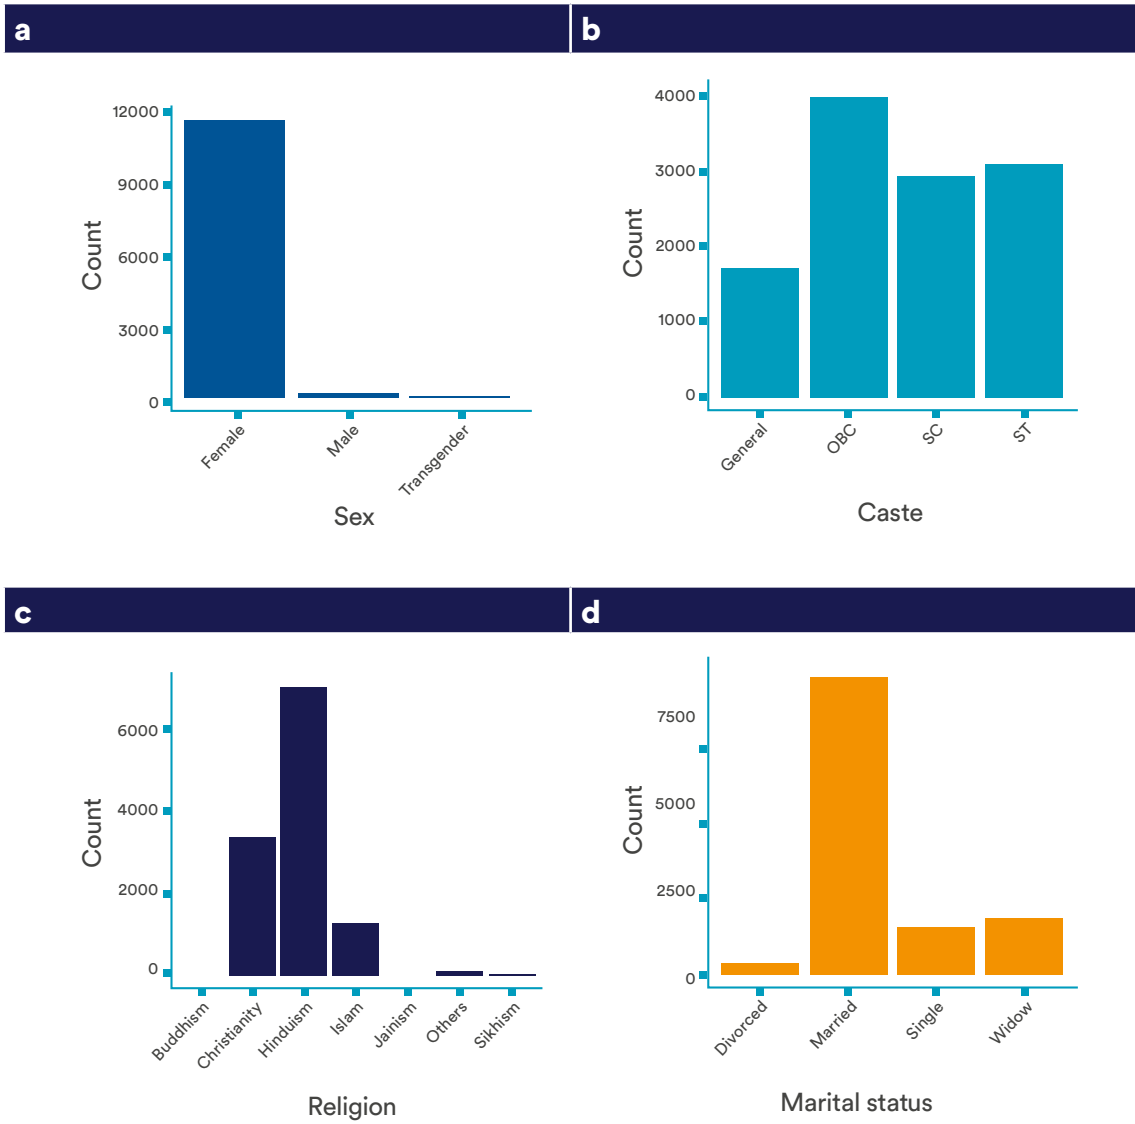 a
b
12000
9000
6000
3000
0
Count
Female
Male
Transgender
Sex
4000
3000
2000
1000
0
Count
General
OBC
SC
ST
Caste
c
d
6000
4000
2000
0
Count
Buddhism
Christianity
Hinduism
Islam
Jainism
Others
Sikhism
Religion
7500
5000
2500
0
Count
Divorced
Married
Single
Widow
Marital status